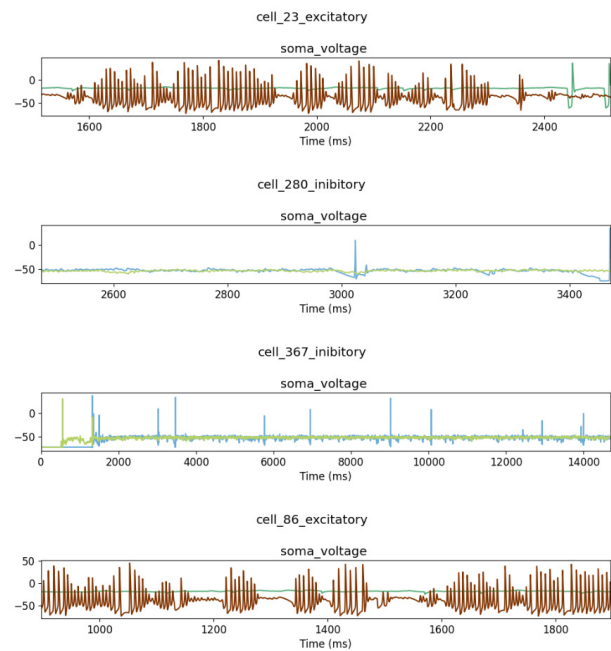 cell_23_excitatory
soma_voltage
0
−50
1600 1800 2000 2200 2400
Time (ms)
cell_280_inibitory
soma_voltage
0
−50
2600 2800 3000 3200 3400
Time (ms)
cell_367_inibitory
soma_voltage
0
−50
0 2000 4000 6000 8000 10000 12000 14000
Time (ms)
cell_86_excitatory
soma_voltage
50
0
−50
1000 1200 1400 1600 1800
Time (ms)